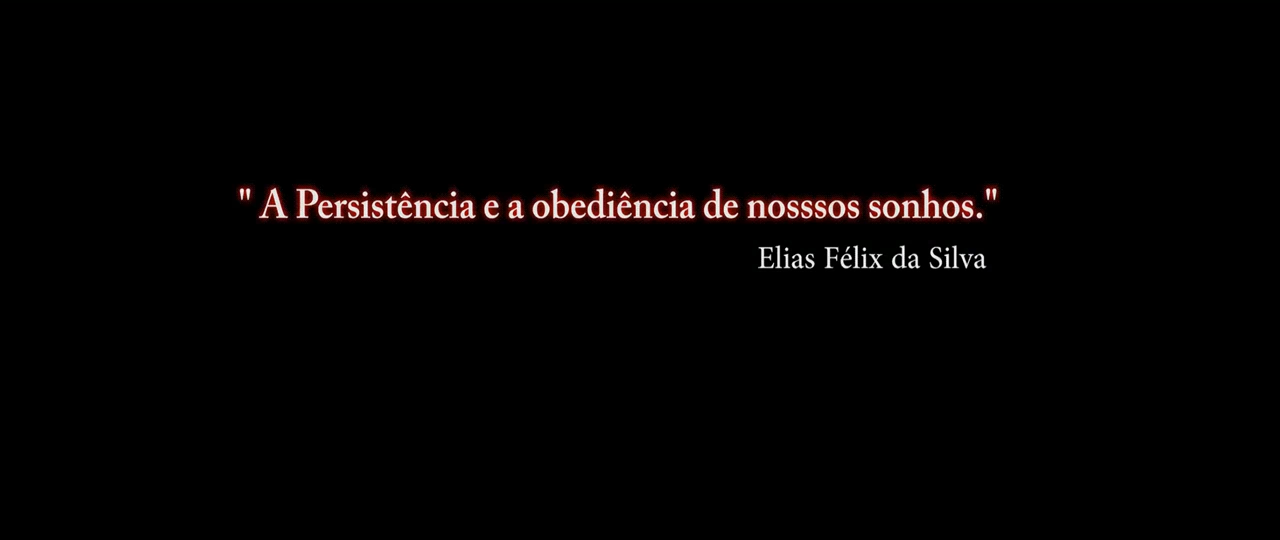 " A Persistência e a obediência de nosssos sonhos."
Elias Félix da Silva